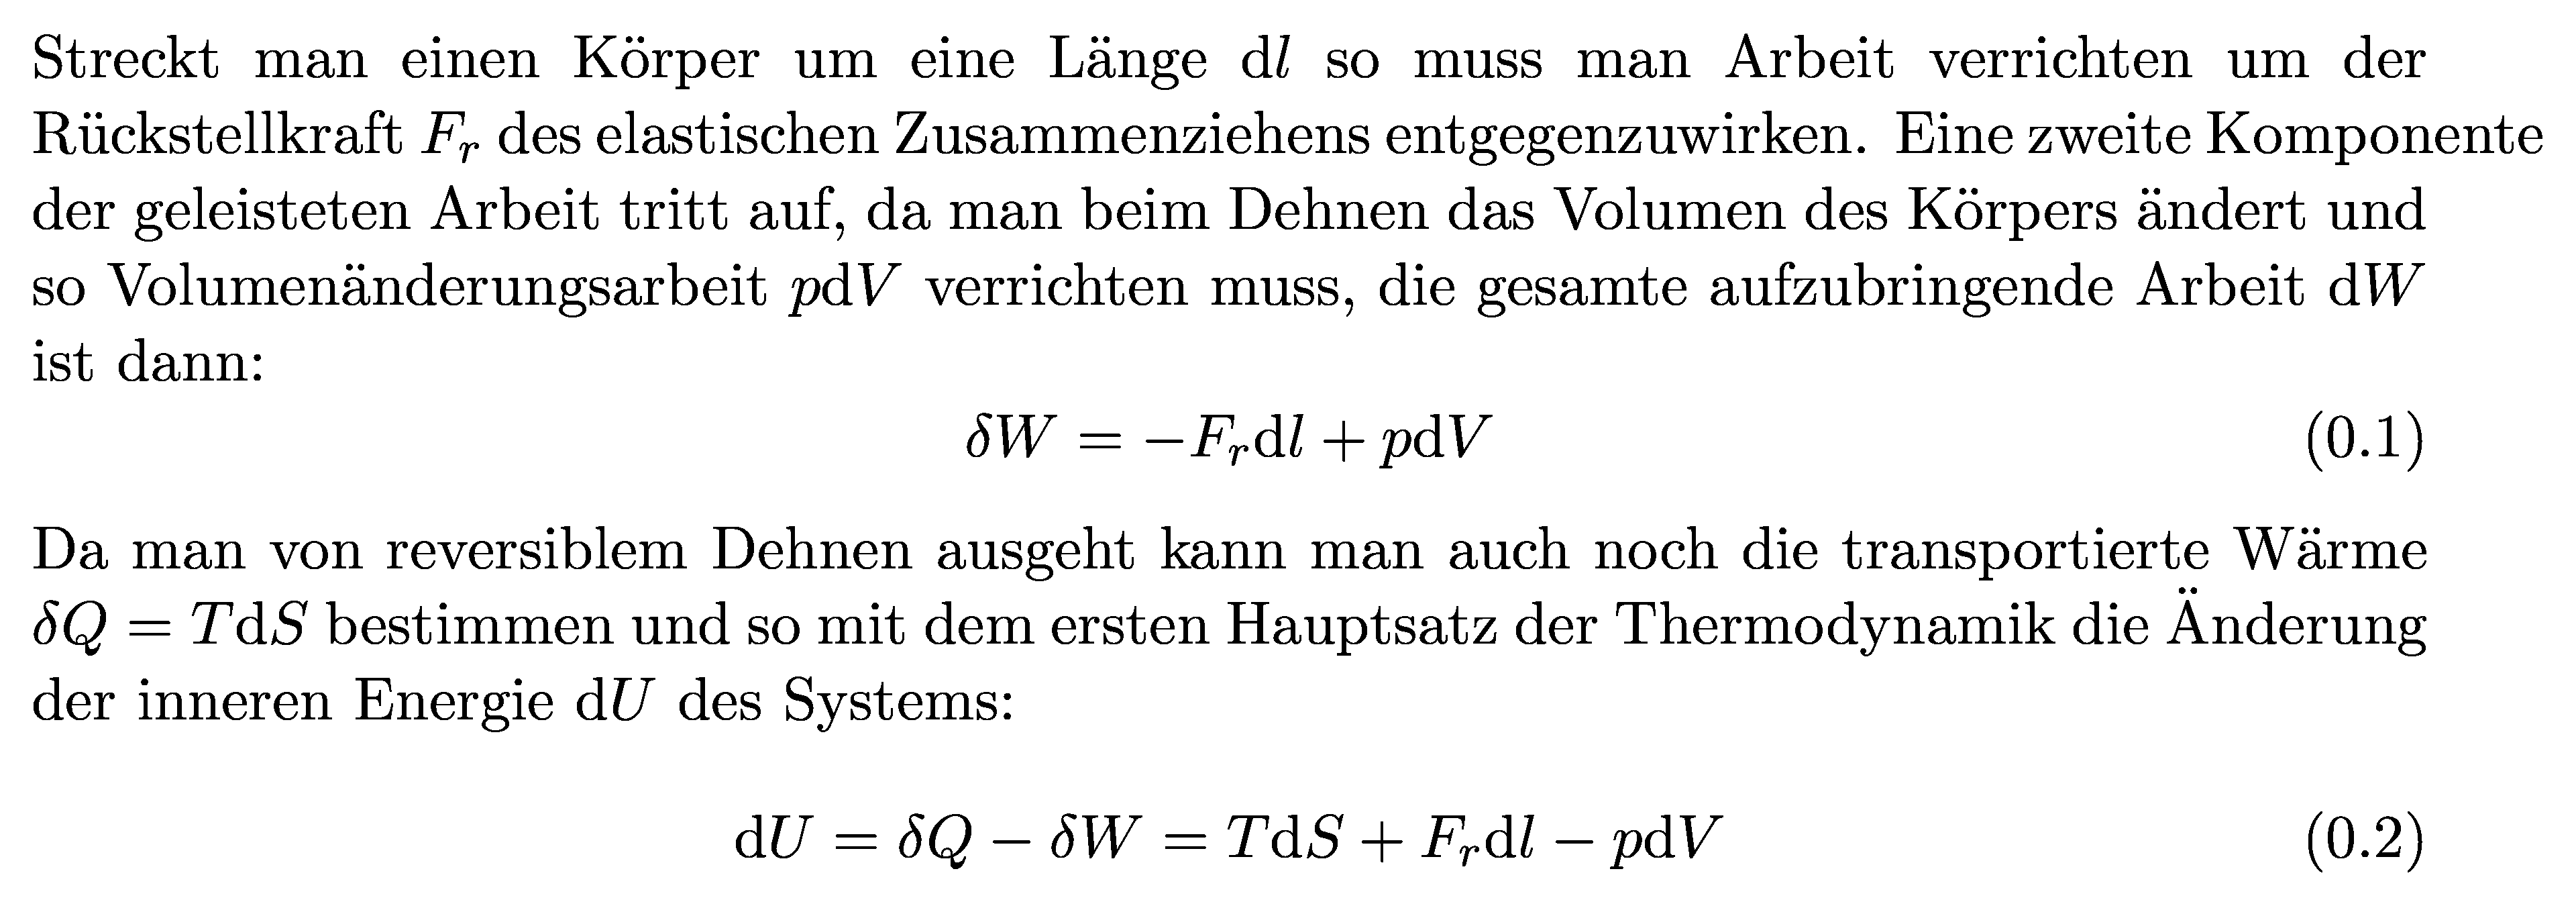 Streckt man einen Körper um eine Länge dl so muss man Arbeit verrichten um der
Rückstellkraft F_r des elastischen Zusammenziehens entgegenzuwirken. Eine zweite Komponente
der geleisteten Arbeit tritt auf, da man beim Dehnen das Volumen des Körpers ändert und
so Volumenänderungsarbeit pdV verrichten muss, die gesamte aufzubringende Arbeit dW
ist dann:
δW = −F_r dl + pdV (0.1)
Da man von reversiblem Dehnen ausgeht kann man auch noch die transportierte Wärme
δQ = TdS bestimmen und so mit dem ersten Hauptsatz der Thermodynamik die Änderung
der inneren Energie dU des Systems:
dU = δQ − δW = TdS + F_r dl − pdV (0.2)